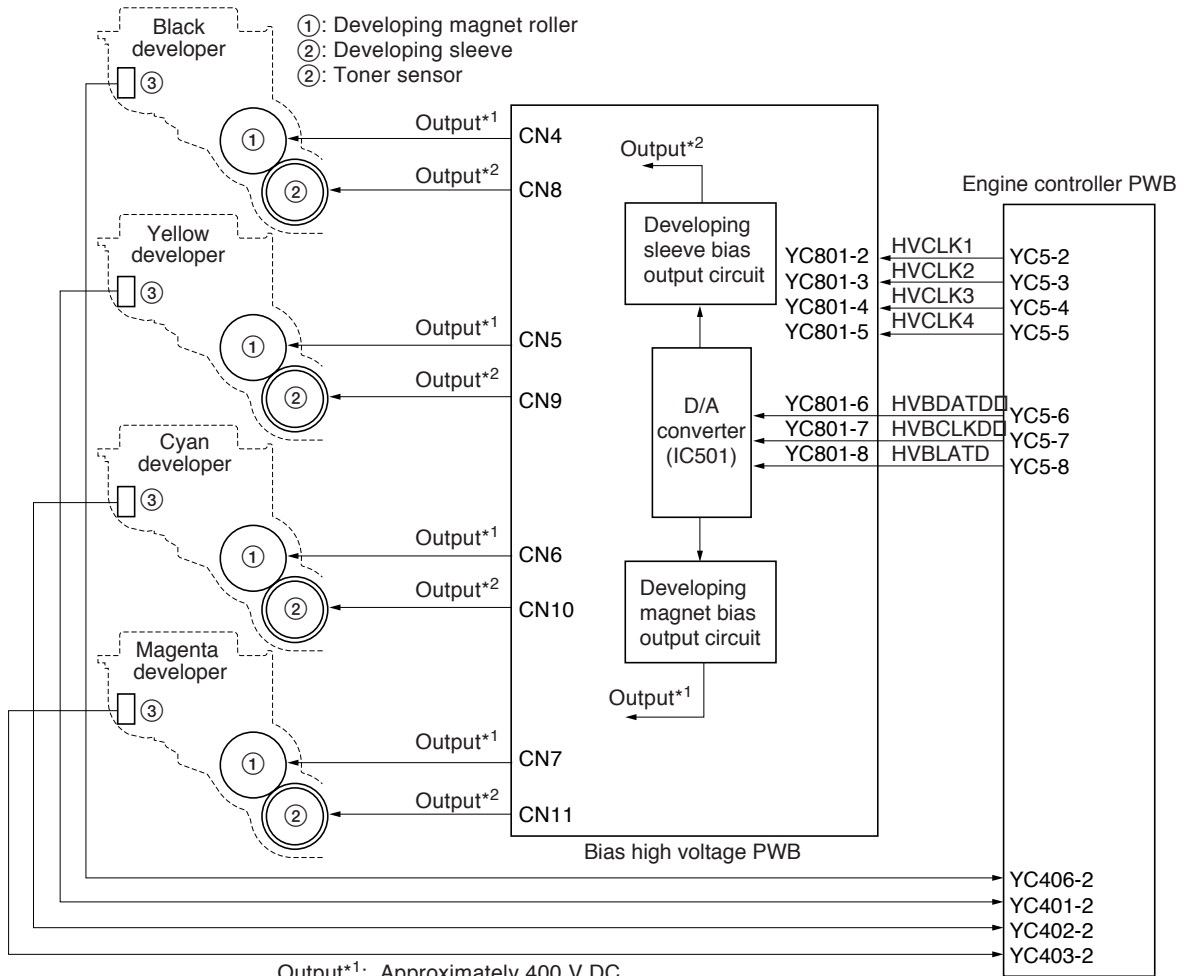 Black
developer
①: Developing magnet roller
②: Developing sleeve
②: Toner sensor
③
①
②
Output*1
CN4
Output*2
CN8
Yellow
developer
③
①
②
Output*1
CN5
Output*2
CN9
Cyan
developer
③
①
②
Output*1
CN6
Output*2
CN10
Magenta
developer
③
①
②
Output*1
CN7
Output*2
CN11
Output*2
Developing
sleeve bias
output circuit
D/A
converter
(IC501)
Developing
magnet bias
output circuit
Output*1
Bias high voltage PWB
Engine controller PWB
YC801-2 HVCLK1 YC5-2
YC801-3 HVCLK2 YC5-3
YC801-4 HVCLK3 YC5-4
YC801-5 HVCLK4 YC5-5
YC801-6 HVBDATD□ YC5-6
YC801-7 HVBCLKD□ YC5-7
YC801-8 HVBLATD YC5-8
YC406-2
YC401-2
YC402-2
YC403-2
Output*1: Approximately 400 V DC